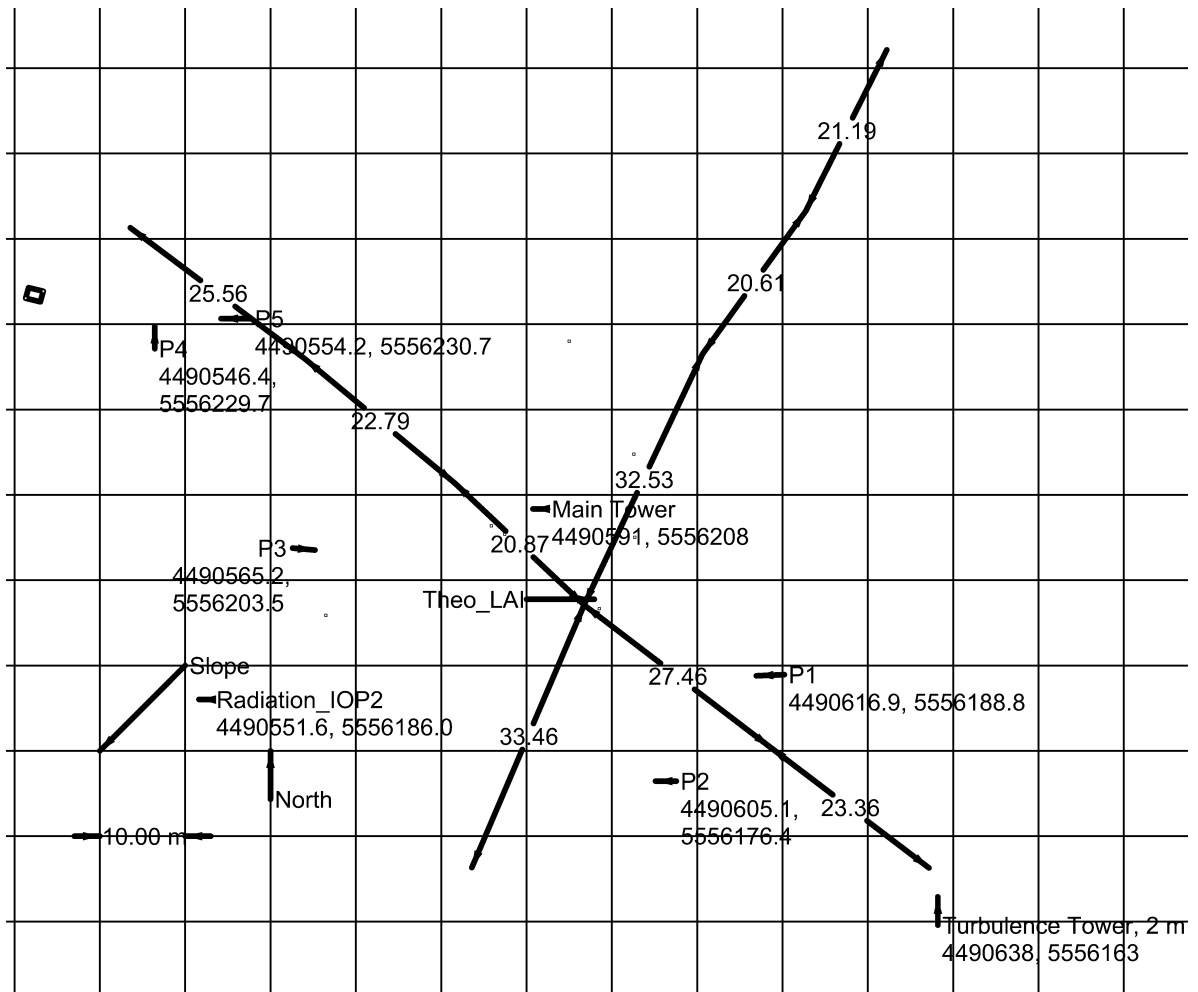 21.19
20.61
25.56
P5
4490554.2, 5556230.7
P4
4490546.4,
5556229.7
22.79
32.53
Main Tower
4490591, 5556208
20.87
P3
4490565.2,
5556203.5
Theo_LAI
Slope
27.46
P1
4490616.9, 5556188.8
Radiation_IOP2
4490551.6, 5556186.0
33.46
P2
4490605.1,
5556176.4
North
23.36
10.00 m
Turbulence Tower, 2 m
4490638, 5556163